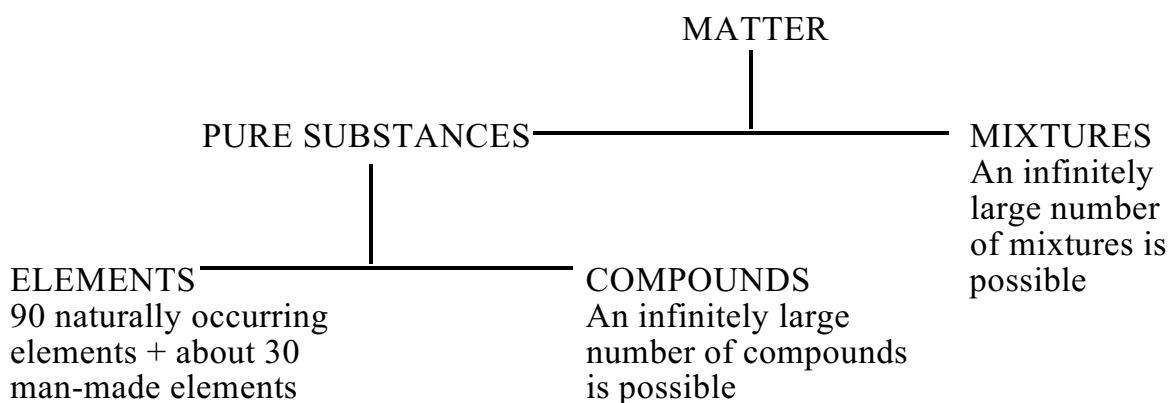 MATTER
PURE SUBSTANCES
MIXTURES
An infinitely
large number
of mixtures is
possible
ELEMENTS
90 naturally occurring
elements + about 30
man-made elements
COMPOUNDS
An infinitely large
number of compounds
is possible